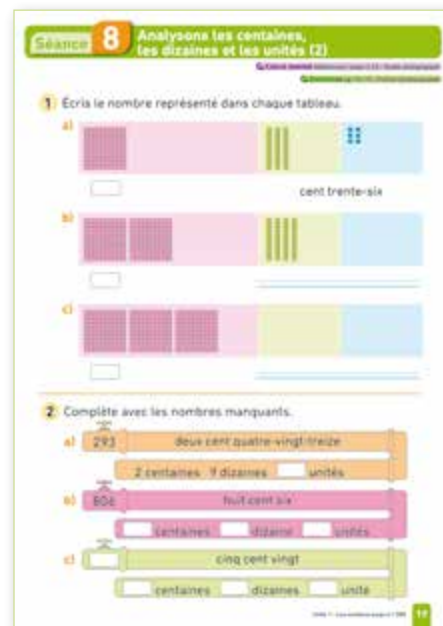 Séance 8 Analysons les centaines,
les dizaines et les unités (2)
1 Écris le nombre représenté dans chaque tableau.
a)
cent trente-six
b)
c)
2 Complète avec les nombres manquants.
a) 293 deux cent quatre-vingt-treize
2 centaines 9 dizaines unités
b) 806 huit cent six
centaines dizaine unités
c) cinq cent vingt
centaines dizaines unité
19